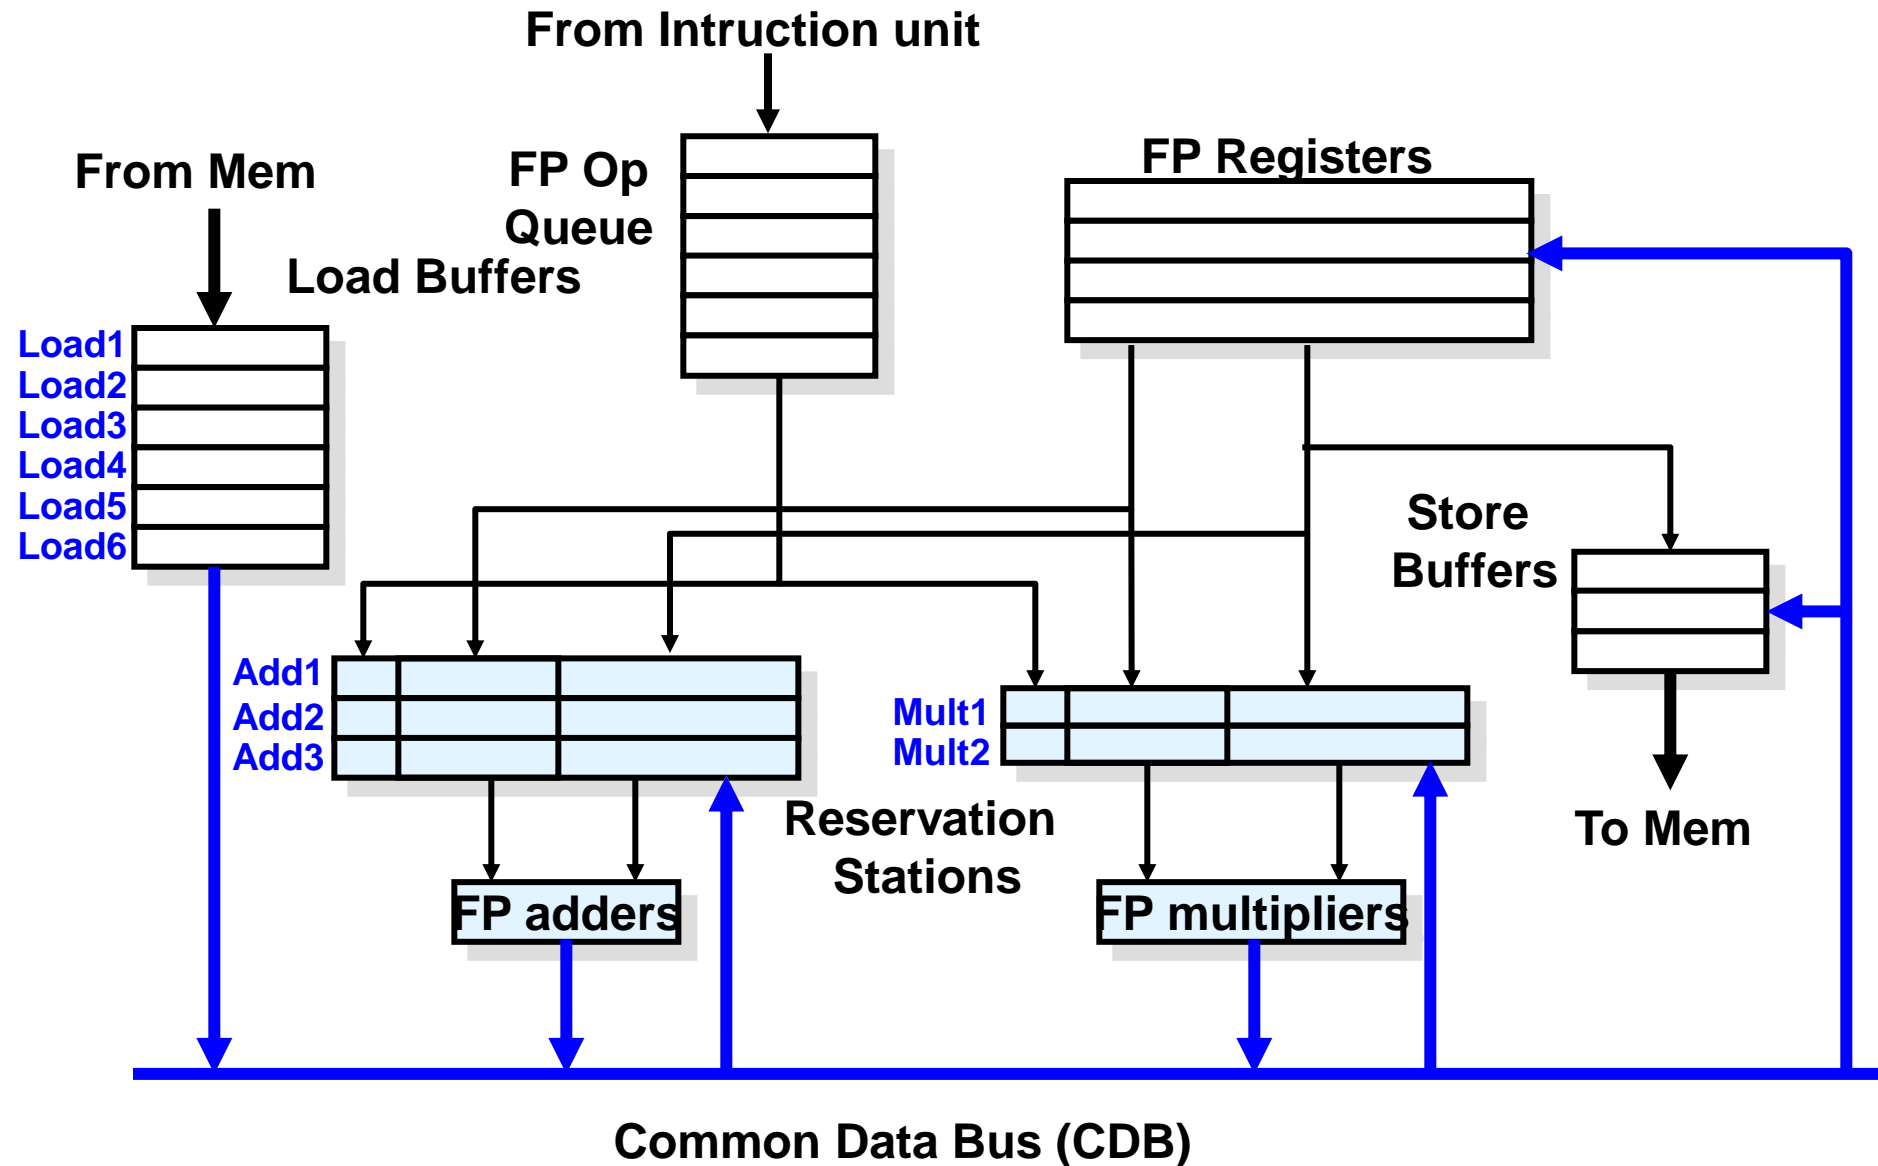 From Intruction unit
From Mem
FP Op
Queue
FP Registers
Load Buffers
Load1
Load2
Load3
Load4
Load5
Load6
Store
Buffers
Add1
Add2
Add3
Mult1
Mult2
Reservation
Stations
To Mem
FP adders
FP multipliers
Common Data Bus (CDB)